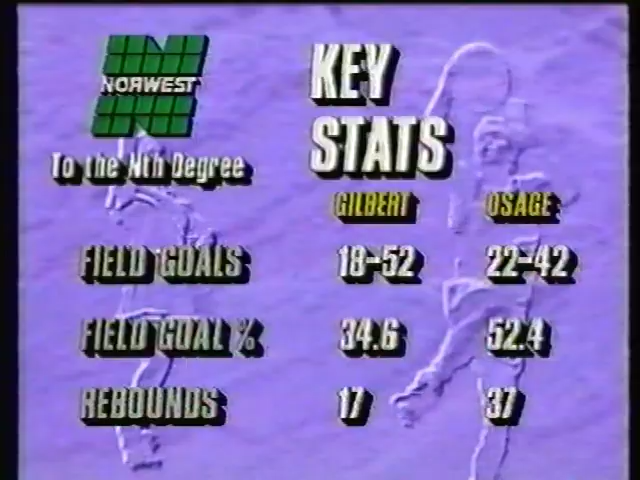 NORWEST
To the Nth Degree
KEY
STATS
GILBERT OSAGE
FIELD GOALS 18-52 22-42
FIELD GOAL % 34.6 52.4
REBOUNDS 17 37